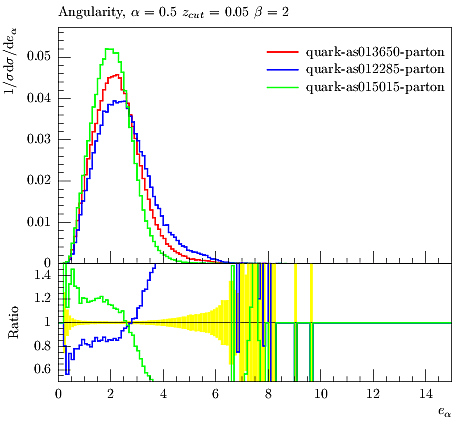 Angularity, α = 0.5 z_cut = 0.05 β = 2
1/σ dσ/de_α
quark-as013650-parton
quark-as012285-parton
quark-as015015-parton
0.05
0.04
0.03
0.02
0.01
0
Ratio
1.4
1.2
1
0.8
0.6
0 2 4 6 8 10 12 14
e_α